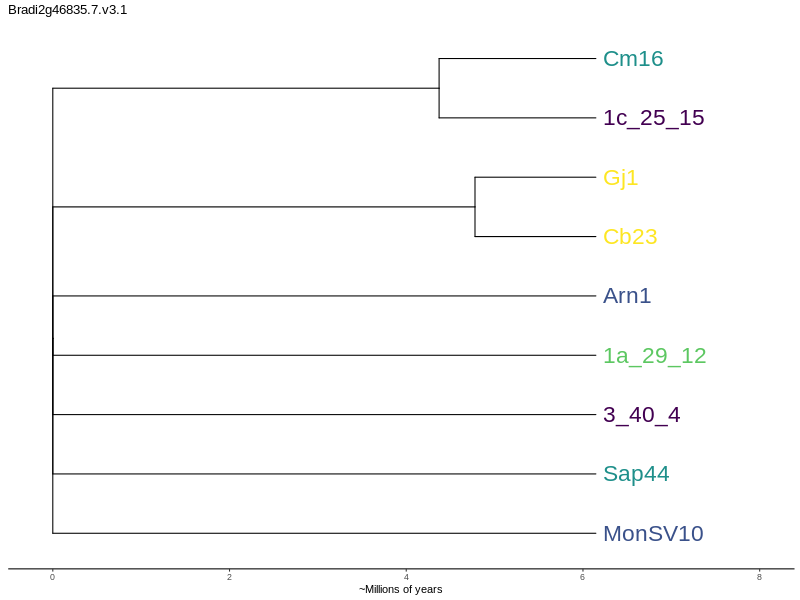 Bradi2g46835.7.v3.1
Cm16
1c_25_15
Gj1
Cb23
Arn1
1a_29_12
3_40_4
Sap44
MonSV10
0 2 4 6 8
~Millions of years